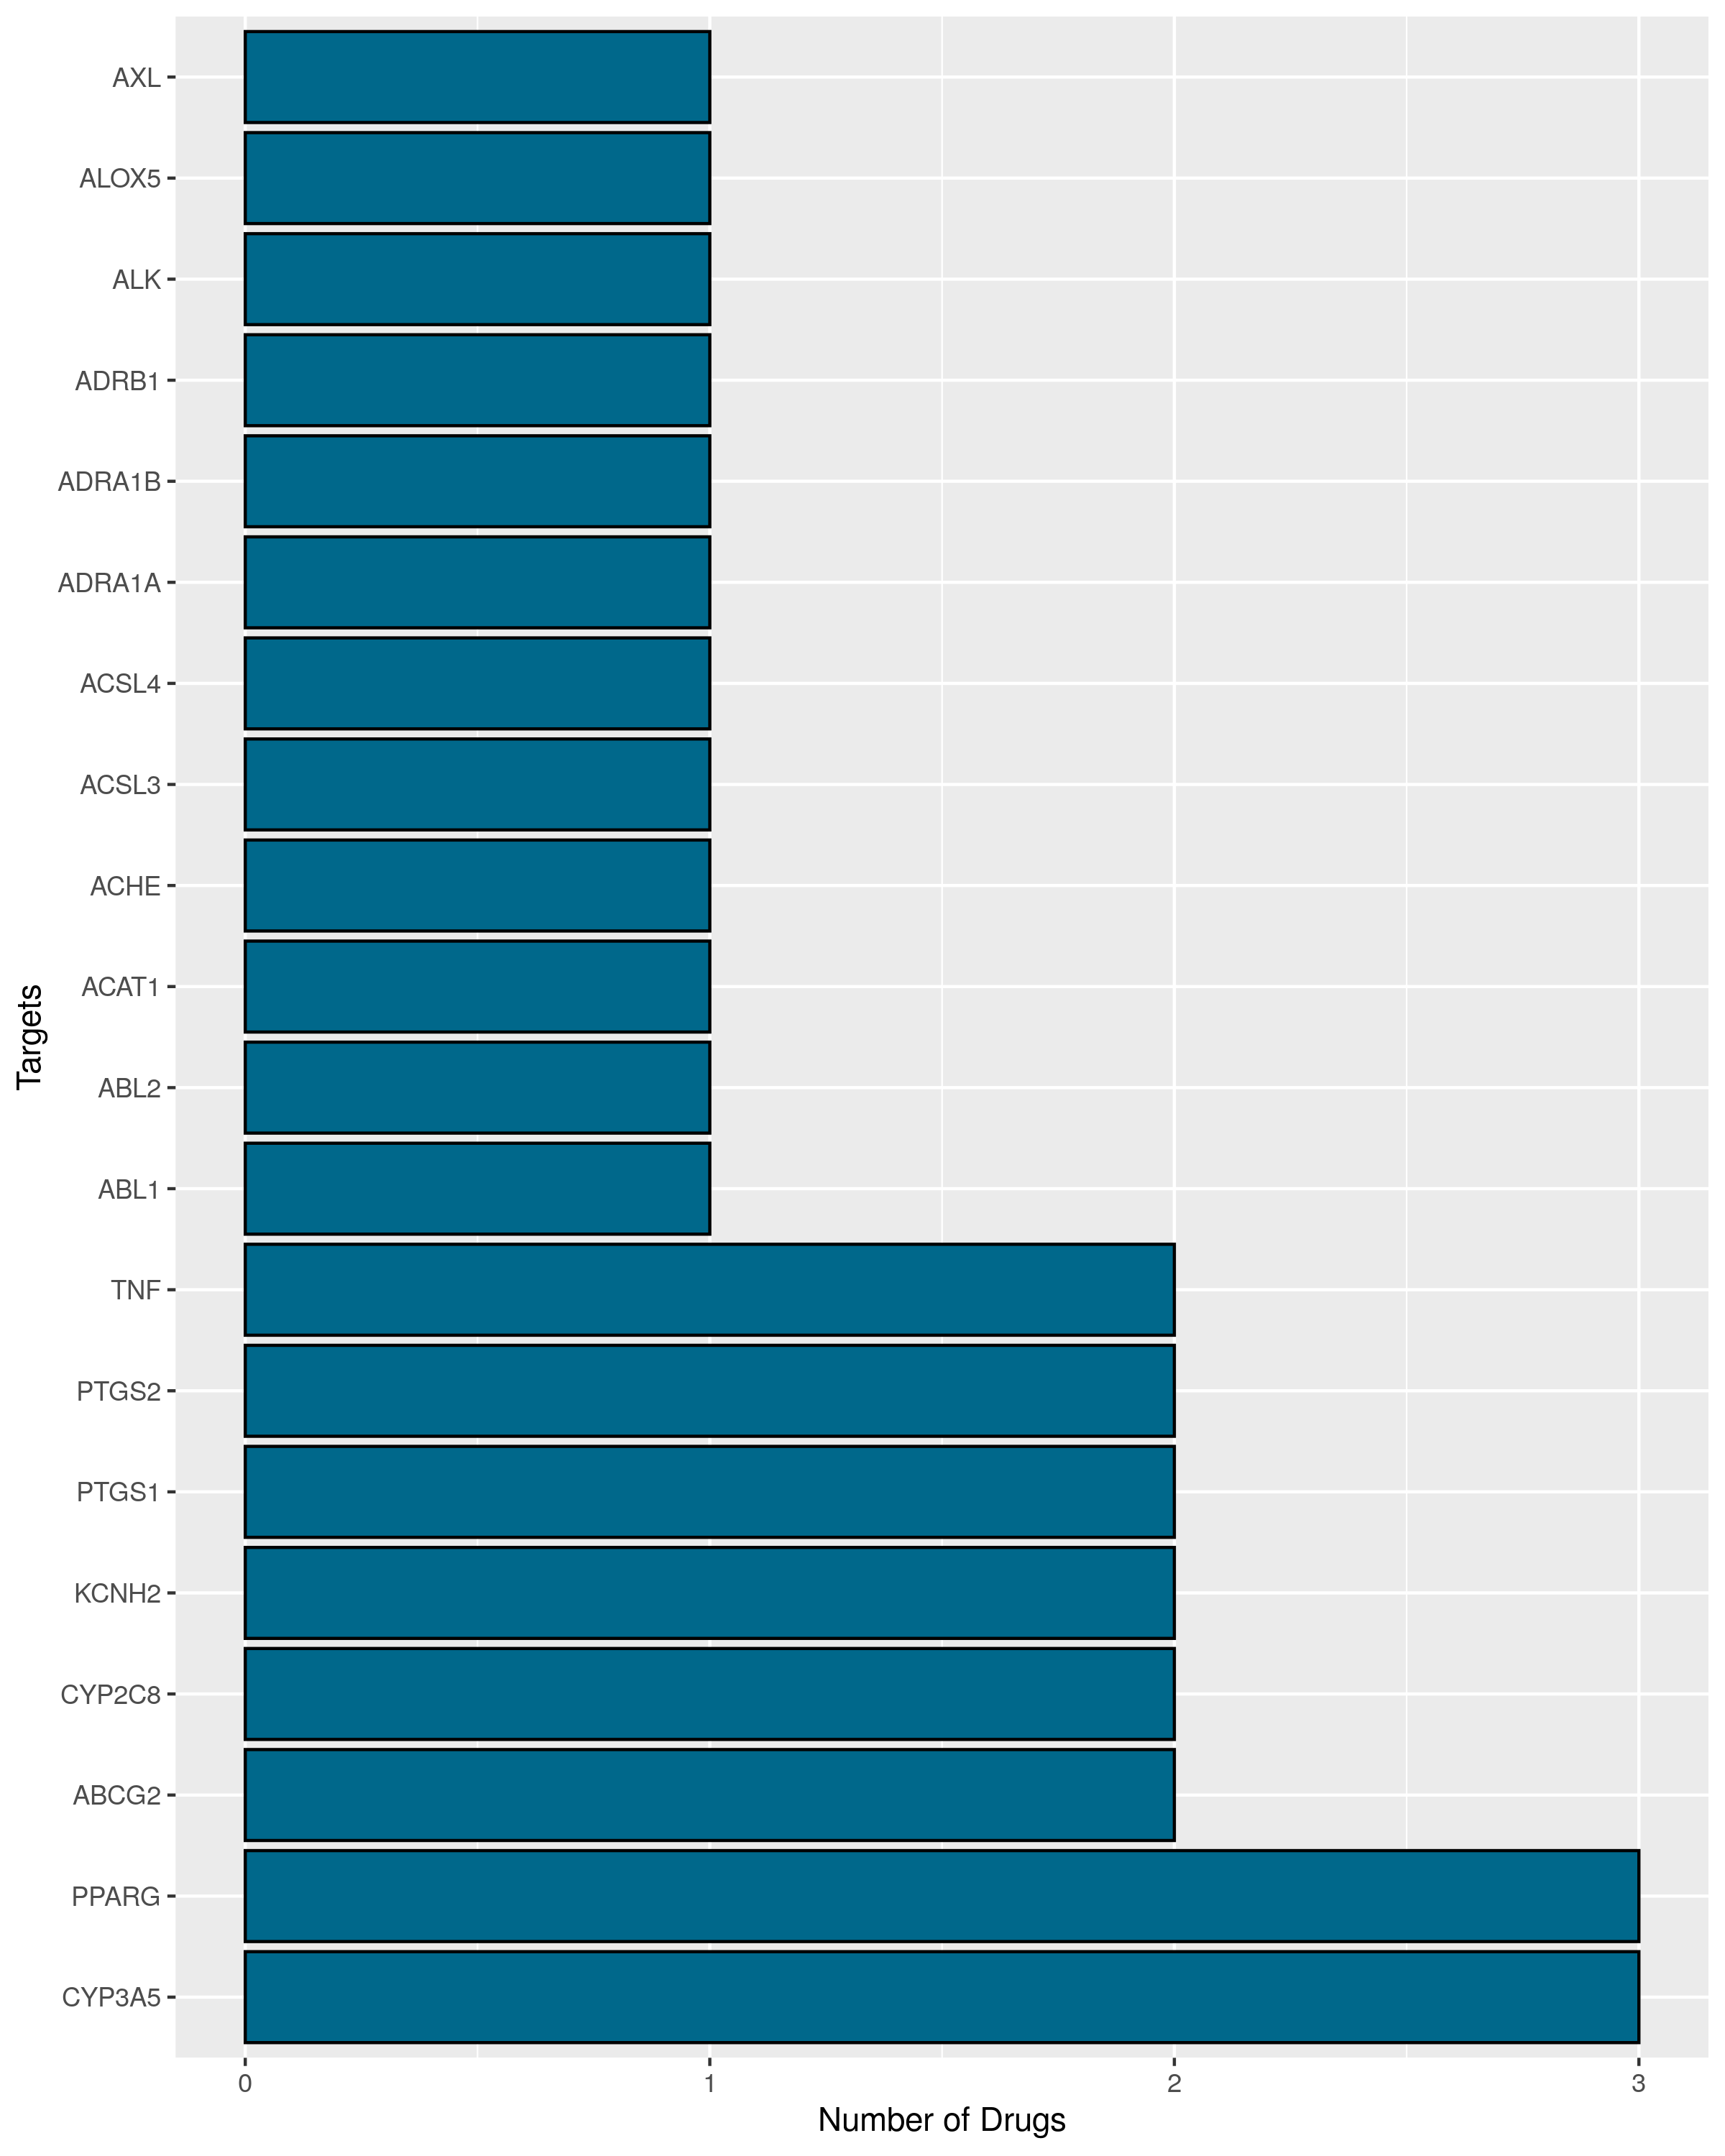 AXL
ALOX5
ALK
ADRB1
ADRA1B
ADRA1A
ACSL4
ACSL3
ACHE
ACAT1
ABL2
ABL1
TNF
PTGS2
PTGS1
KCNH2
CYP2C8
ABCG2
PPARG
CYP3A5
Targets
0 1 2 3
Number of Drugs